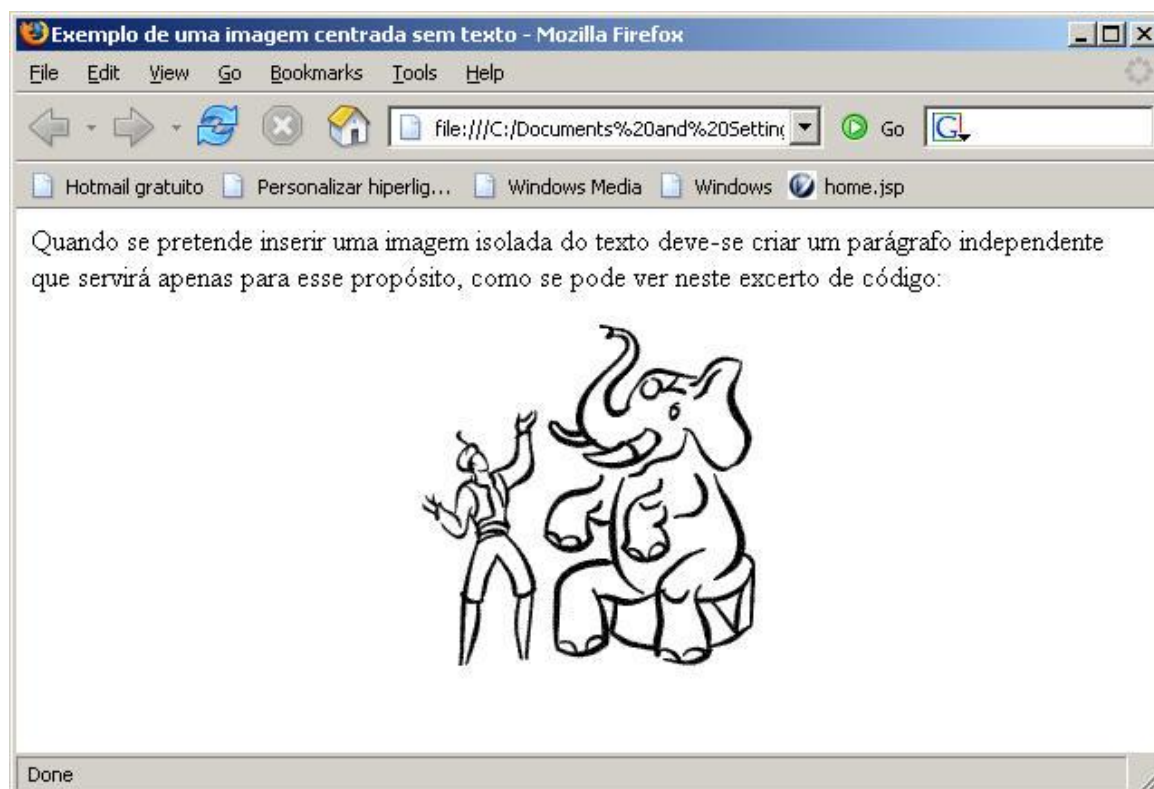 Exemplo de uma imagem centrada sem texto - Mozilla Firefox
File Edit View Go Bookmarks Tools Help
file:///C:/Documents%20and%20Setting Go G
Hotmail gratuito Personalizar hiperlig... Windows Media Windows home.jsp
Quando se pretende inserir uma imagem isolada do texto deve-se criar um parágrafo independente
que servirá apenas para esse propósito, como se pode ver neste excerto de código:
Done